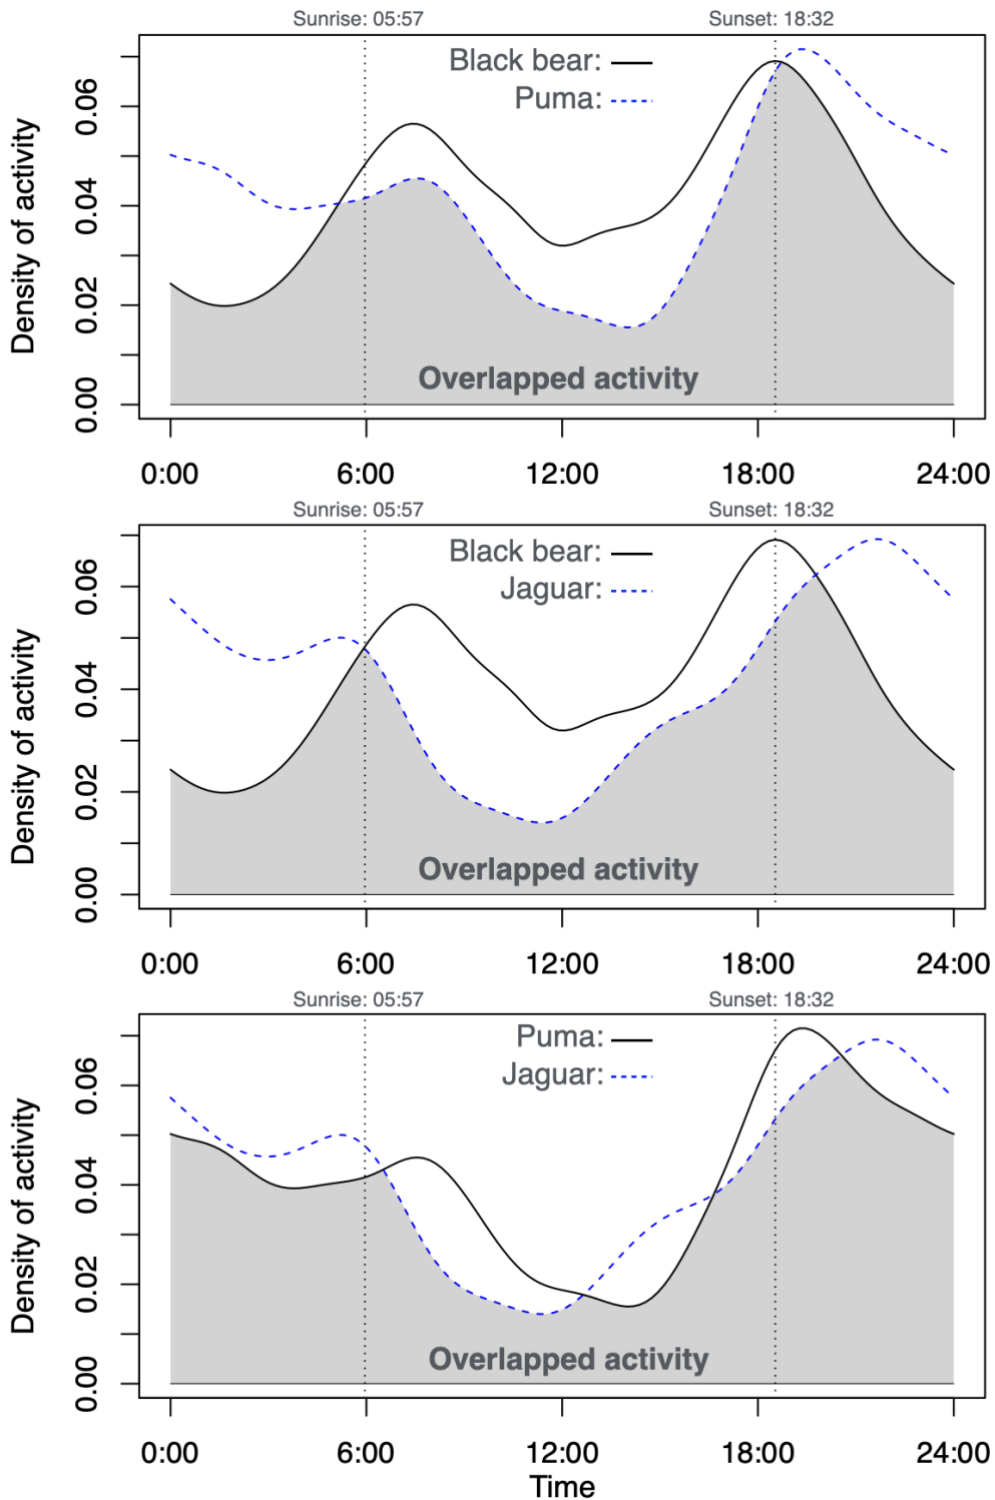 Sunrise: 05:57 Sunset: 18:32
Black bear:
Puma:
Overlapped activity
Density of activity
0.00 0.02 0.04 0.06
0:00 6:00 12:00 18:00 24:00
Sunrise: 05:57 Sunset: 18:32
Black bear:
Jaguar:
Overlapped activity
Density of activity
0.00 0.02 0.04 0.06
0:00 6:00 12:00 18:00 24:00
Sunrise: 05:57 Sunset: 18:32
Puma:
Jaguar:
Overlapped activity
Density of activity
0.00 0.02 0.04 0.06
0:00 6:00 12:00 18:00 24:00
Time